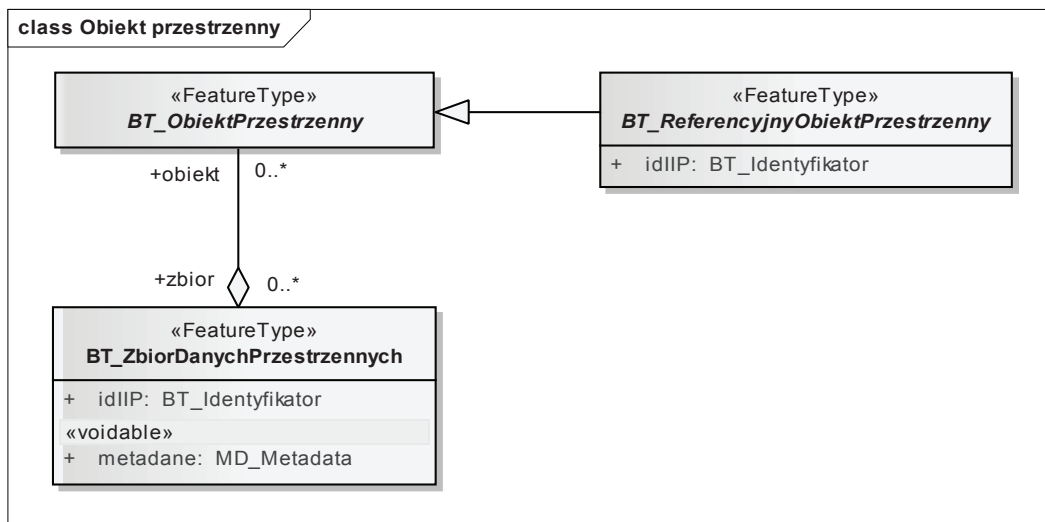 class Obiekt przestrzenny
«FeatureType»
BT_ObiektPrzestrzenny
«FeatureType»
BT_ReferencyjnyObiektPrzestrzenny
+ idIIP: BT_Identyfikator
+obiekt
0..*
+zbior
0..*
«FeatureType»
BT_ZbiorDanychPrzestrzennych
+ idIIP: BT_Identyfikator
«voidable»
+ metadane: MD_Metadata